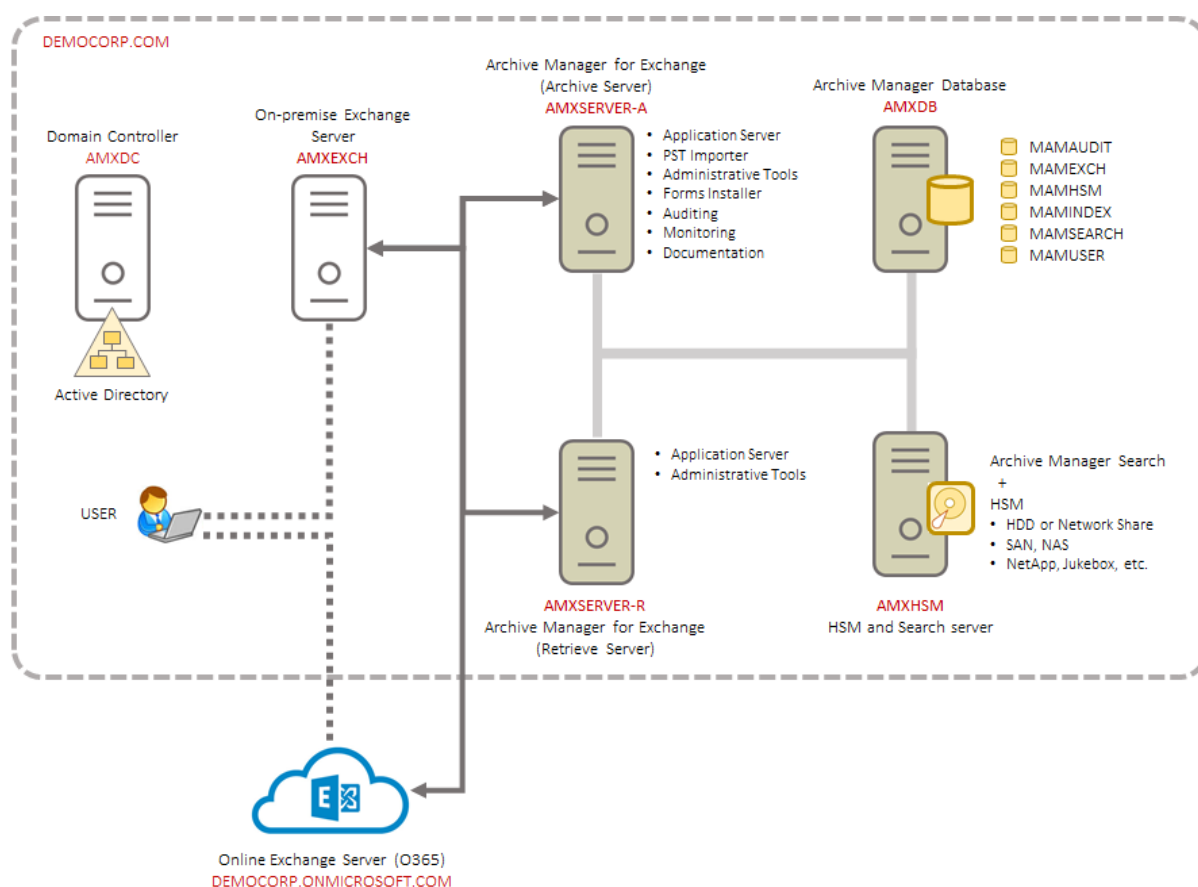 DEMOCORP.COM
Domain Controller
AMXDC
Active Directory
On-premise Exchange
Server
AMXEXCH
Archive Manager for Exchange
(Archive Server)
AMXSERVER-A
• Application Server
• PST Importer
• Administrative Tools
• Forms Installer
• Auditing
• Monitoring
• Documentation
Archive Manager Database
AMXDB
MAMAUDIT
MAMEXCH
MAMHSM
MAMINDEX
MAMSEARCH
MAMUSER
USER
• Application Server
• Administrative Tools
AMXSERVER-R
Archive Manager for Exchange
(Retrieve Server)
Archive Manager Search
+
HSM
• HDD or Network Share
• SAN, NAS
• NetApp, Jukebox, etc.
AMXHSM
HSM and Search server
E
Online Exchange Server (O365)
DEMOCORP.ONMICROSOFT.COM